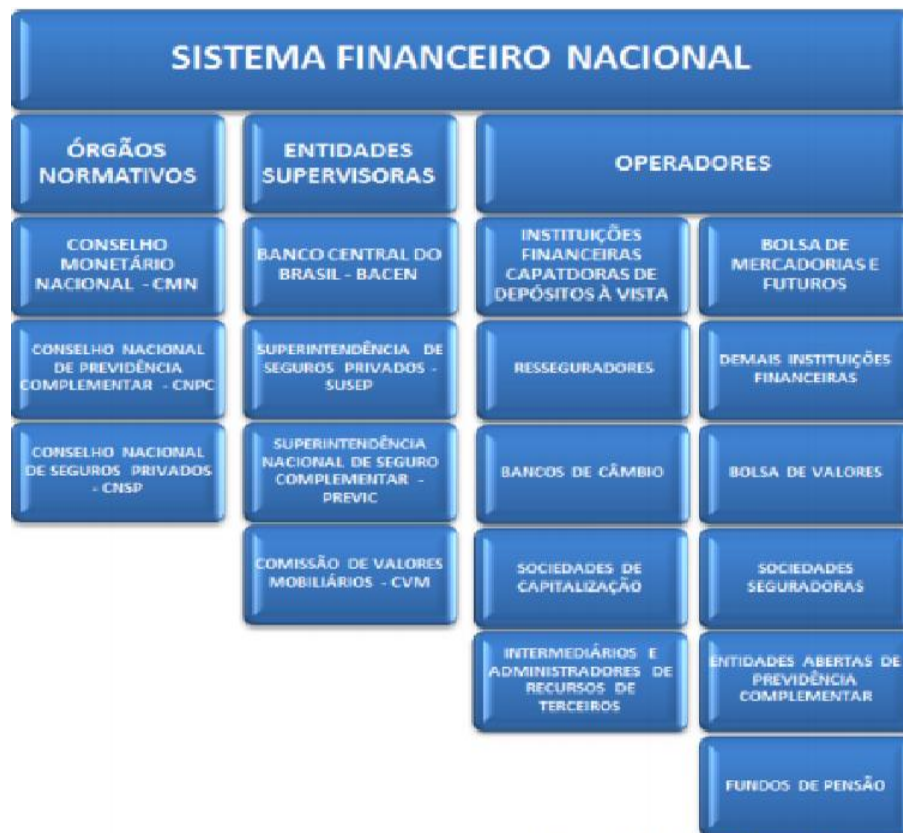 SISTEMA FINANCEIRO NACIONAL
ÓRGÃOS
NORMATIVOS
ENTIDADES
SUPERVISORAS
OPERADORES
CONSELHO
MONETÁRIO
NACIONAL - CMN
BANCO CENTRAL DO
BRASIL - BACEN
INSTITUIÇÕES
FINANCEIRAS
CAPATDORAS DE
DEPÓSITOS À VISTA
BOLSA DE
MERCADORIAS E
FUTUROS
CONSELHO NACIONAL
DE PREVIDÊNCIA
COMPLEMENTAR - CNPC
SUPERINTENDÊNCIA DE
SEGUROS PRIVADOS -
SUSEP
RESSEGURADORES
DEMAIS INSTITUIÇÕES
FINANCEIRAS
CONSELHO NACIONAL
DE SEGUROS PRIVADOS
- CNSP
SUPERINTENDÊNCIA
NACIONAL DE SEGURO
COMPLEMENTAR -
PREVIC
BANCOS DE CÂMBIO
BOLSA DE VALORES
COMISSÃO DE VALORES
MOBILIÁRIOS - CVM
SOCIEDADES DE
CAPITALIZAÇÃO
SOCIEDADES
SEGURADORAS
INTERMEDIÁRIOS E
ADMINISTRADORES DE
RECURSOS DE
TERCEIROS
ENTIDADES ABERTAS DE
PREVIDÊNCIA
COMPLEMENTAR
FUNDOS DE PENSÃO